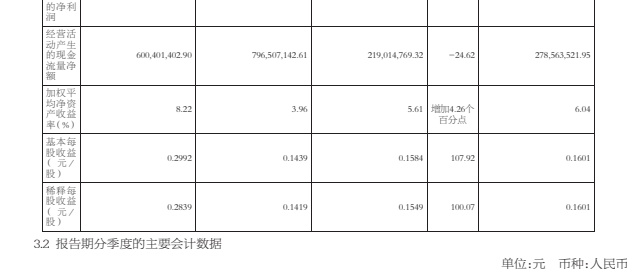 的净利
润
经营活
动产生
的现金
流量净
额
600,401,402.90 796,507,142.61 219,014,769.32 -24.62 278,563,521.95
加权平
均净资
产收益
率(%)
8.22 3.96 5.61 增加4.26个
百分点
6.04
基本每
股收益
( 元/
股)
0.2992 0.1439 0.1584 107.92 0.1601
稀释每
股收益
( 元/
股)
0.2839 0.1419 0.1549 100.07 0.1601
3.2 报告期分季度的主要会计数据
单位:元 币种:人民币